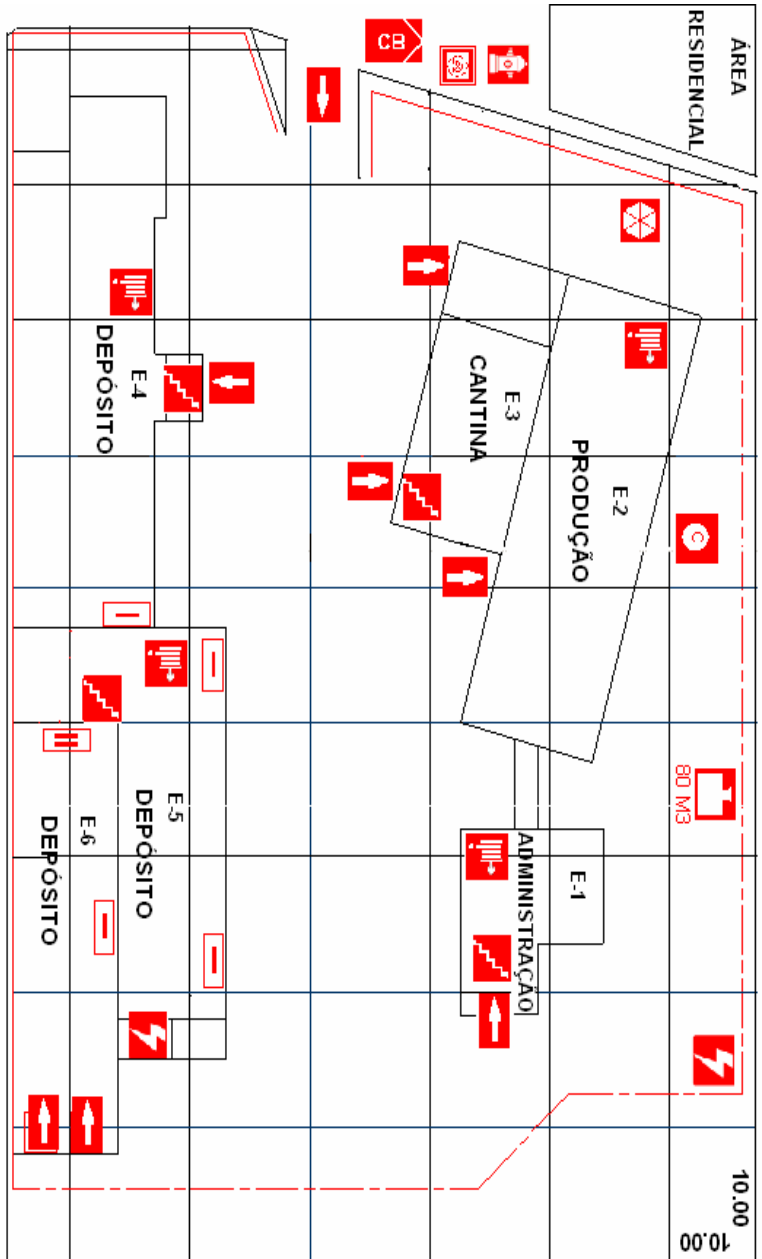 ÁREA
RESIDENCIAL
CB
E-4
DEPÓSITO
E-3
CANTINA
E-2
PRODUÇÃO
C
80 M3
E-1
ADMINISTRAÇÃO
E-5
DEPÓSITO
E-6
DEPÓSITO
10.00
10.00